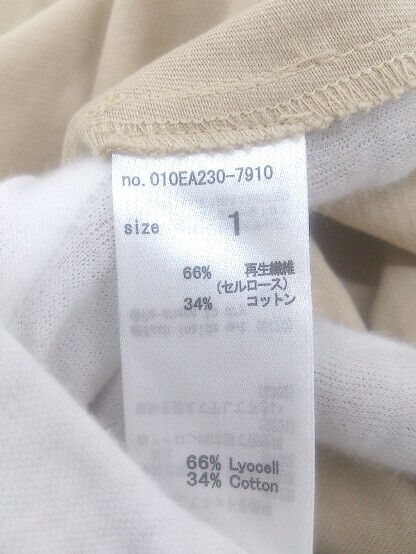 no. 010EA230-7910
size 1
66% 再生繊維
(セルロース)
34% コットン
66% Lyocell
34% Cotton